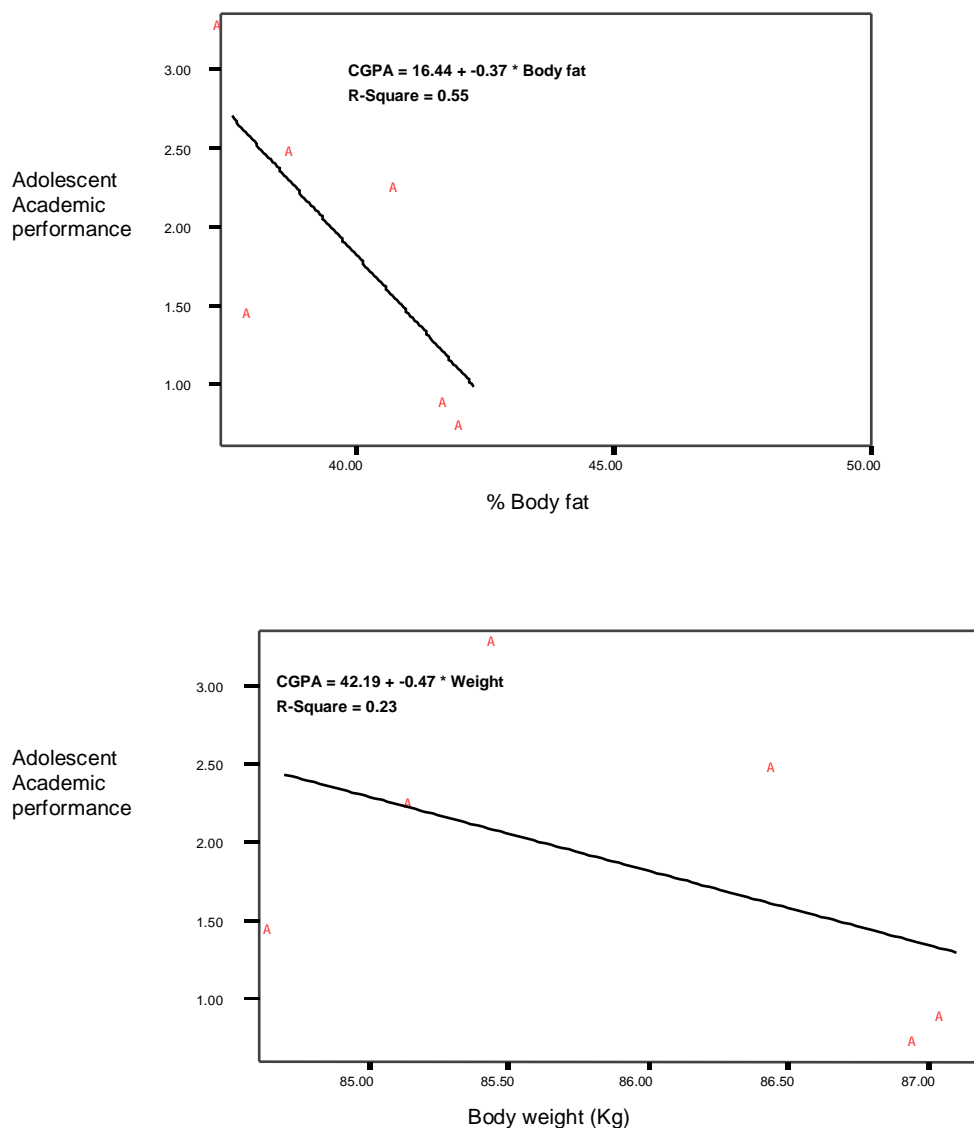 A
CGPA = 16.44 + -0.37 * Body fat
3.00
R-Square = 0.55
2.50
A
Adolescent
Academic
performance
A
2.00
1.50
A
A
1.00
A
40.00
45.00
50.00
% Body fat
A
CGPA = 42.19 + -0.47 * Weight
3.00
R-Square = 0.23
Adolescent
Academic
performance
2.50
A
A
2.00
1.50
A
1.00
A
A
85.00
85.50
86.00
86.50
87.00
Body weight (Kg)